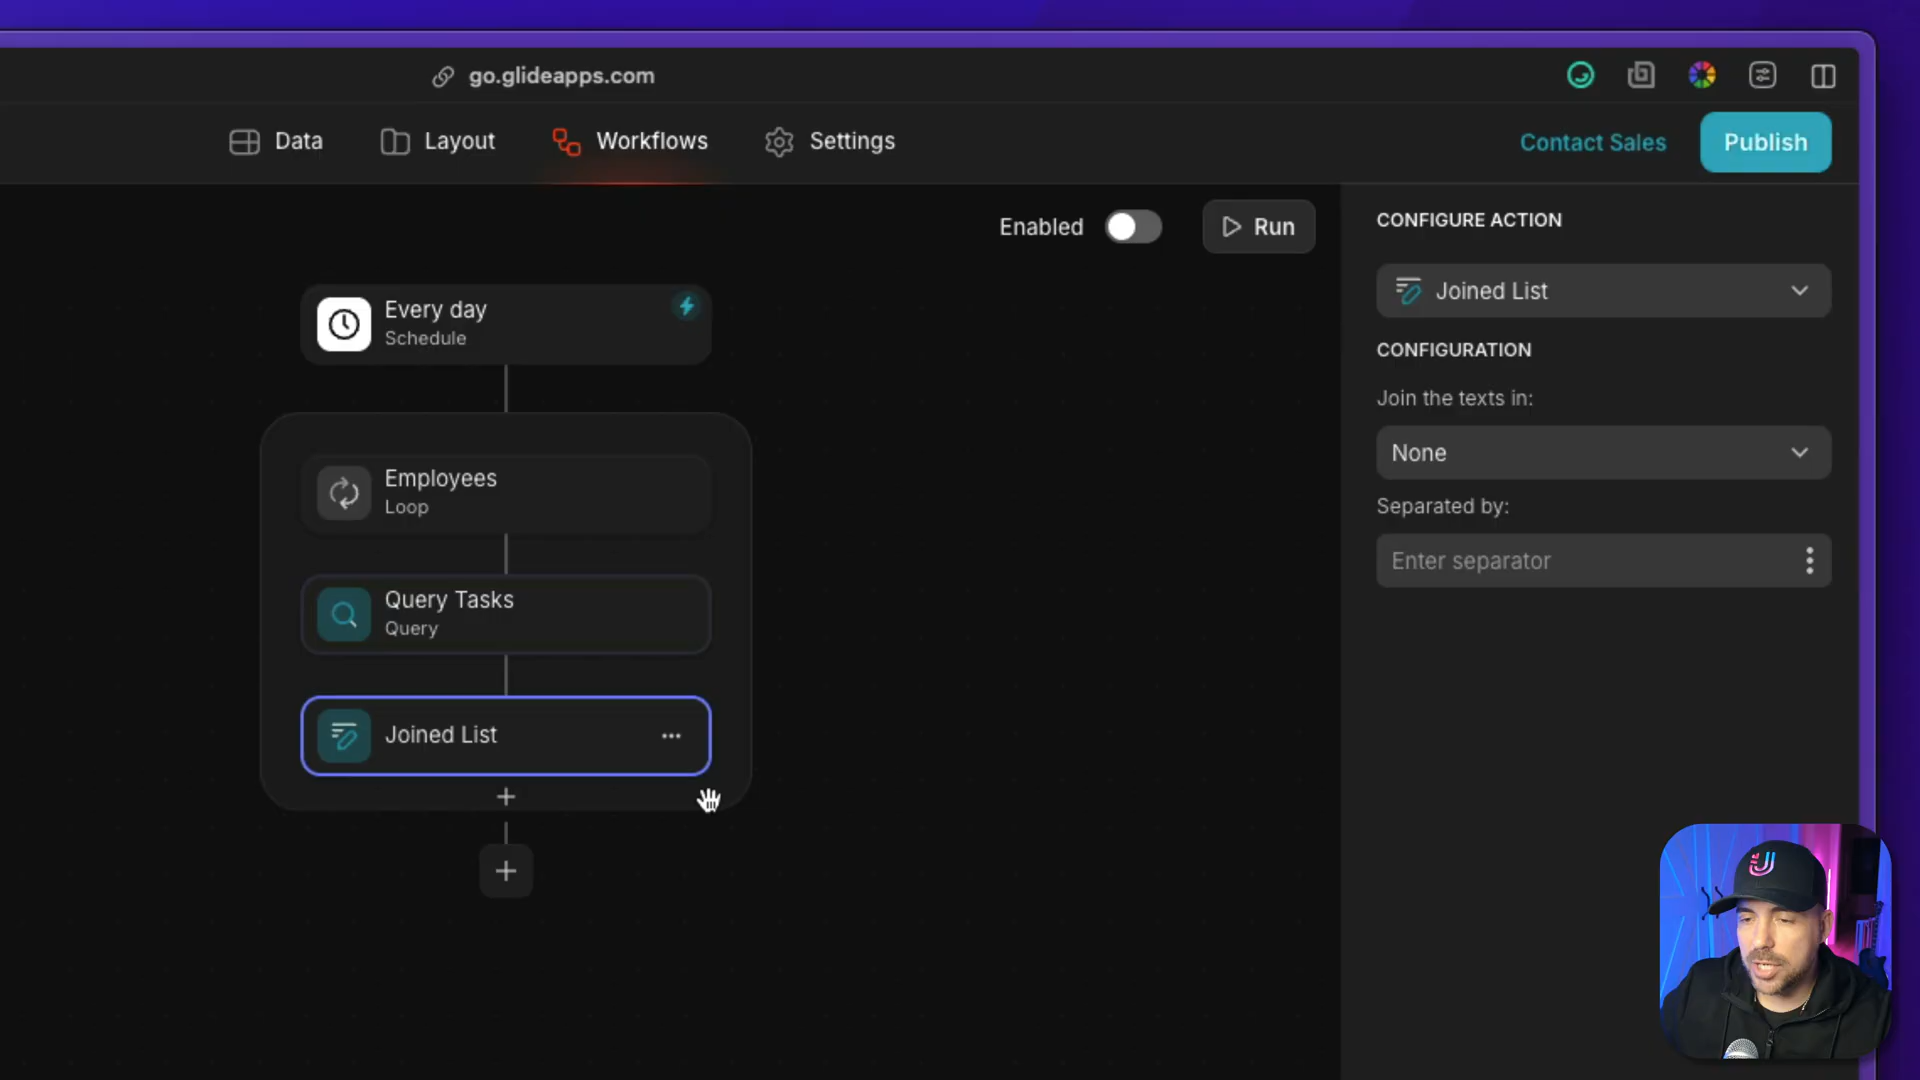 go.glideapps.com
Data
Layout
Workflows
Settings
Contact Sales
Publish
Enabled
Run
CONFIGURE ACTION
Joined List
CONFIGURATION
Join the texts in:
None
Separated by:
Enter separator
Every day
Schedule
Employees
Loop
Query Tasks
Query
Joined List